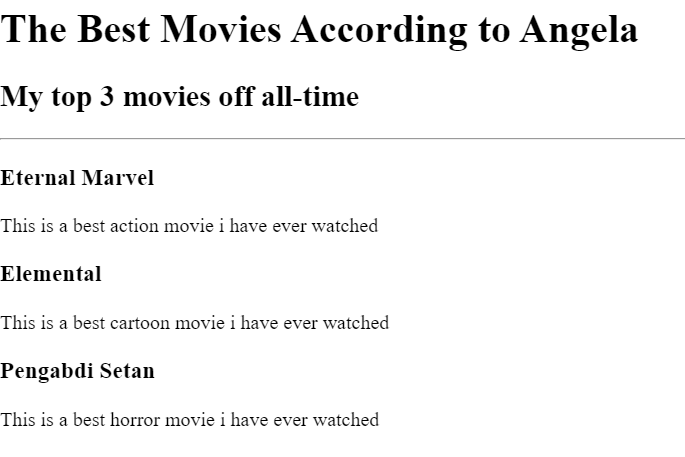 The Best Movies According to Angela
My top 3 movies off all-time
Eternal Marvel
This is a best action movie i have ever watched
Elemental
This is a best cartoon movie i have ever watched
Pengabdi Setan
This is a best horror movie i have ever watched